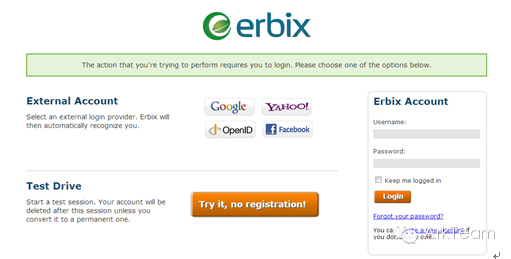 erbix
The action that you're trying to perform requires you to login. Please choose one of the options below.
External Account
Select an external login provider. Erbix will
then automatically recognize you.
Google
YAHOO!
OpenID
Facebook
Test Drive
Start a test session. Your account will be
deleted after this session unless you
convert it to a permanent one.
Try it, no registration!
Erbix Account
Username:
Password:
Keep me logged in
Login
Forgot your password?
You can
if
you do one.
Team